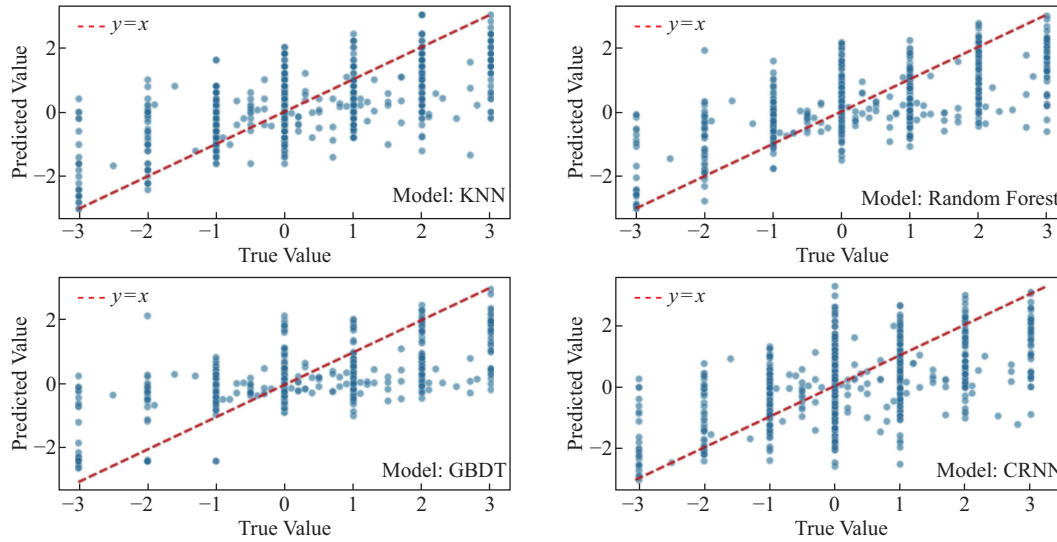 y=x
2
0
−2
Predicted Value
Model: KNN
−3 −2 −1 0 1 2 3
True Value
y=x
2
0
−2
Predicted Value
Model: Random Forest
−3 −2 −1 0 1 2 3
True Value
y=x
2
0
−2
Predicted Value
Model: GBDT
−3 −2 −1 0 1 2 3
True Value
y=x
2
0
−2
Predicted Value
Model: CRNN
−3 −2 −1 0 1 2 3
True Value